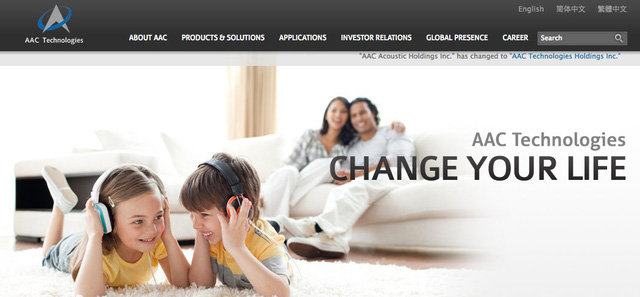 English 简体中文 繁體中文
AAC Technologies
ABOUT AAC PRODUCTS & SOLUTIONS APPLICATIONS INVESTOR RELATIONS GLOBAL PRESENCE CAREER Search
"AAC Acoustic Holdings Inc." has changed to "AAC Technologies Holdings Inc."
AAC Technologies
CHANGE YOUR LIFE